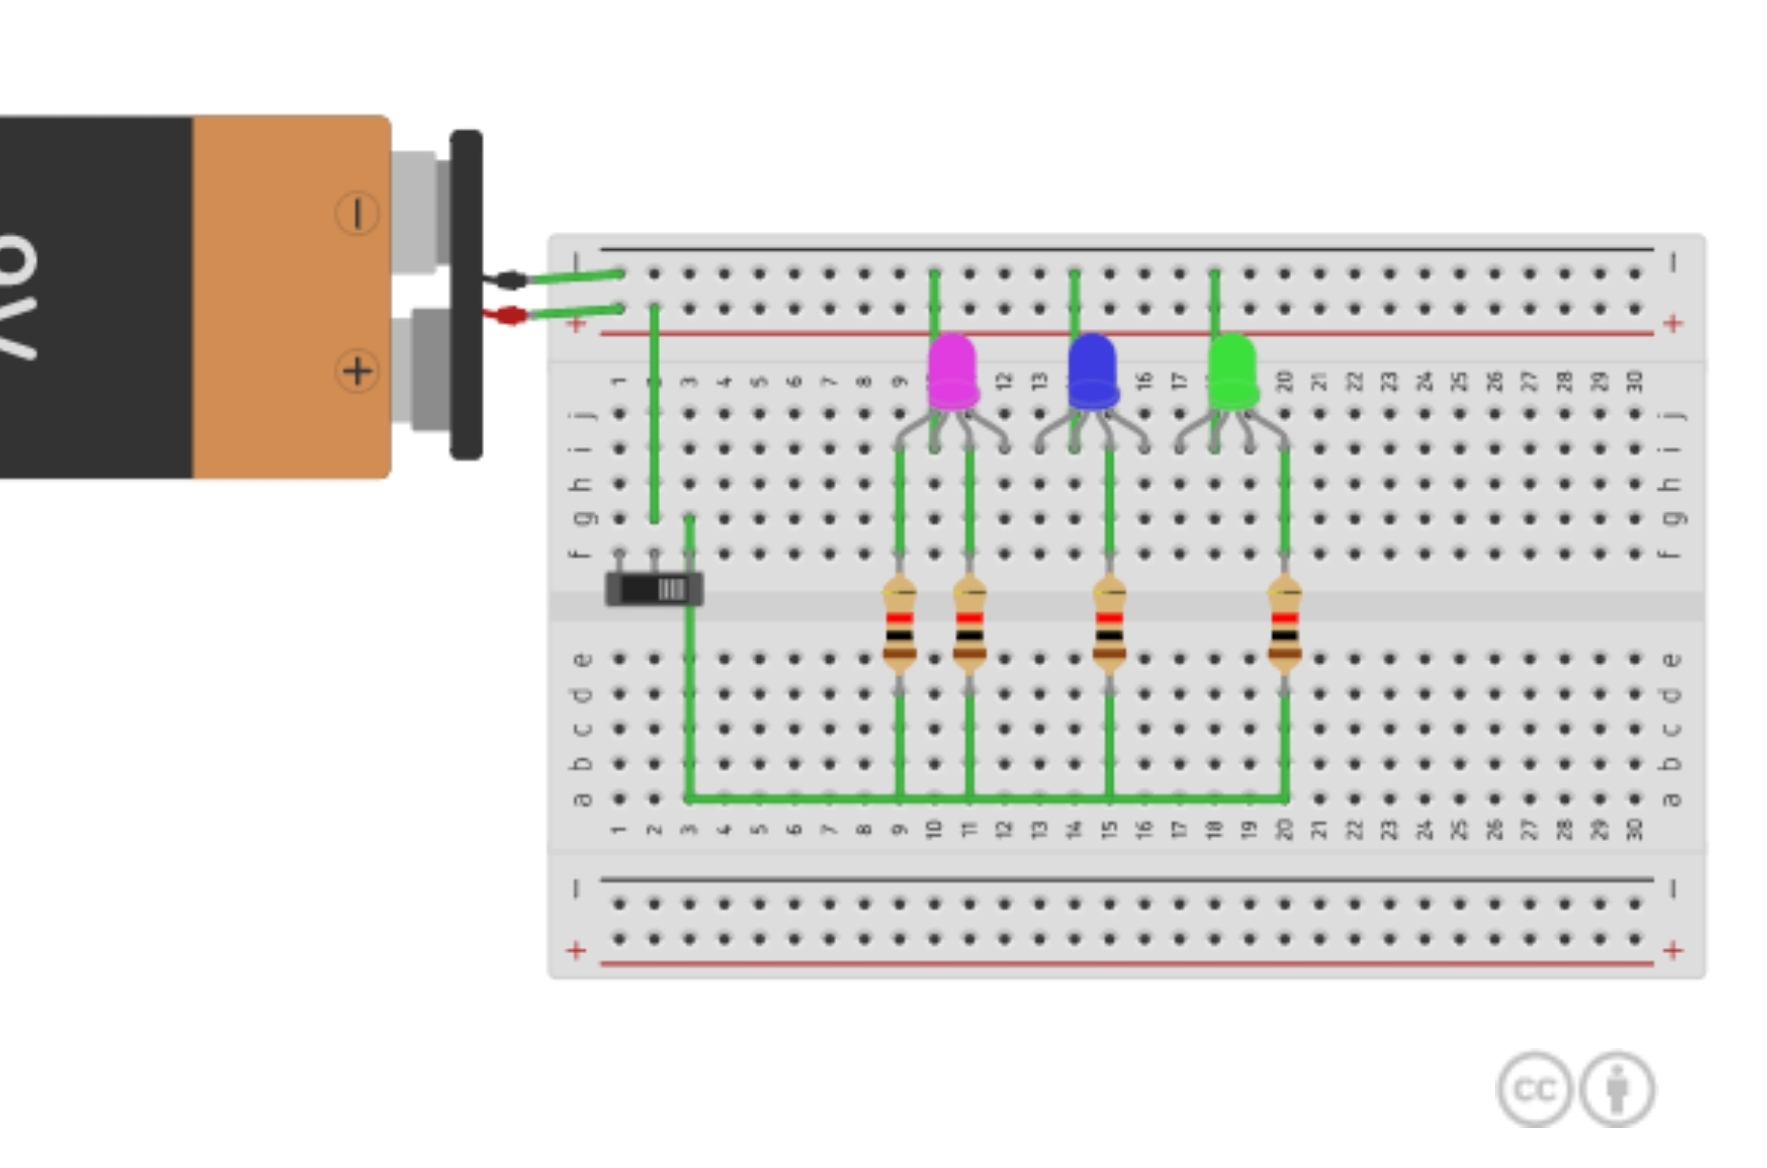 9V
−
+
−
−
+
+
1 2 3 4 5 6 7 8 9 12 13 16 17 20 21 22 23 24 25 26 27 28 29 30
j j
i i
h h
g g
f f
e e
d d
c c
b b
a a
1 2 3 4 5 6 7 8 9 10 11 12 13 14 15 16 17 18 19 20 21 22 23 24 25 26 27 28 29 30
−
−
+
+
cc